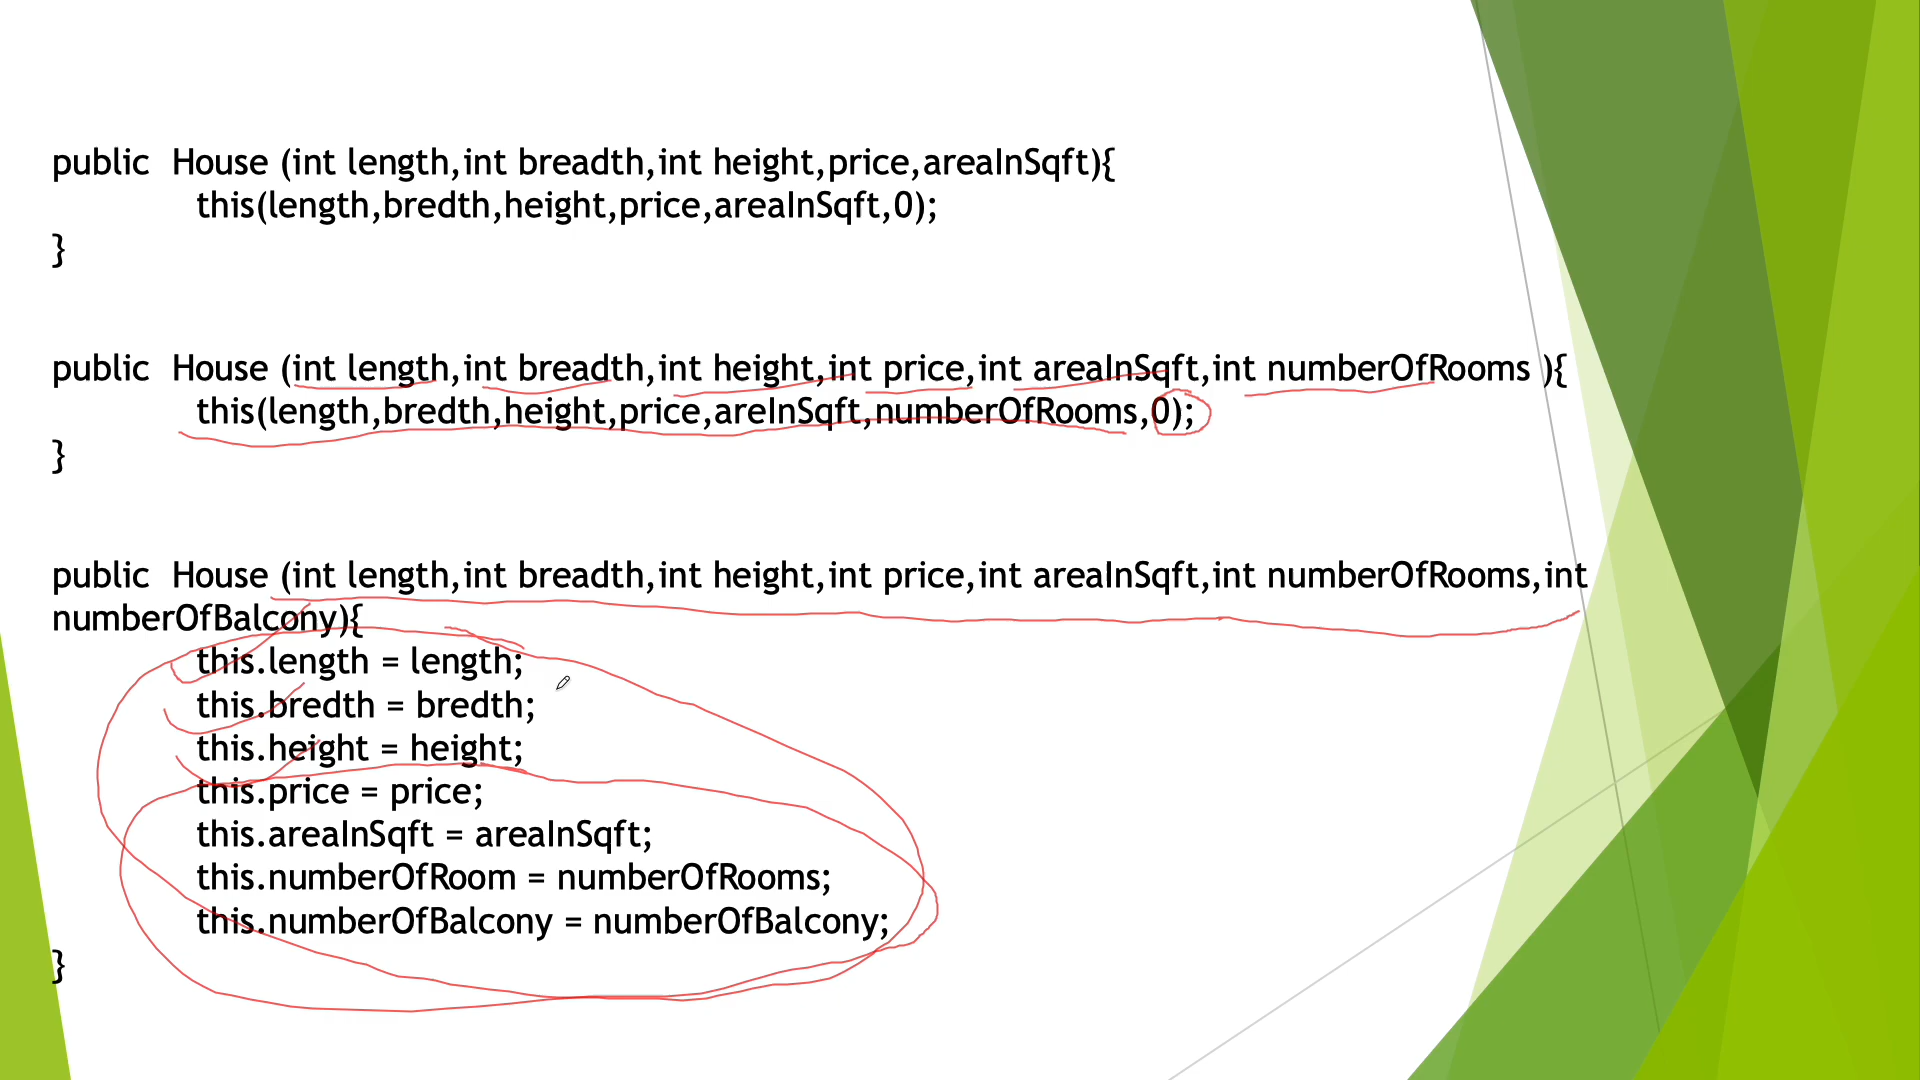 public  House (int length,int breadth,int height,price,areaInSqft){
this(length,bredth,height,price,areaInSqft,0);
}
public  House (int length,int breadth,int height,int price,int areaInSqft,int numberOfRooms ){
this(length,bredth,height,price,areInSqft,numberOfRooms,0);
}
public  House (int length,int breadth,int height,int price,int areaInSqft,int numberOfRooms,int
numberOfBalcony){
this.length = length;
this.bredth = bredth;
this.height = height;
this.price = price;
this.areaInSqft = areaInSqft;
this.numberOfRoom = numberOfRooms;
this.numberOfBalcony = numberOfBalcony;
}